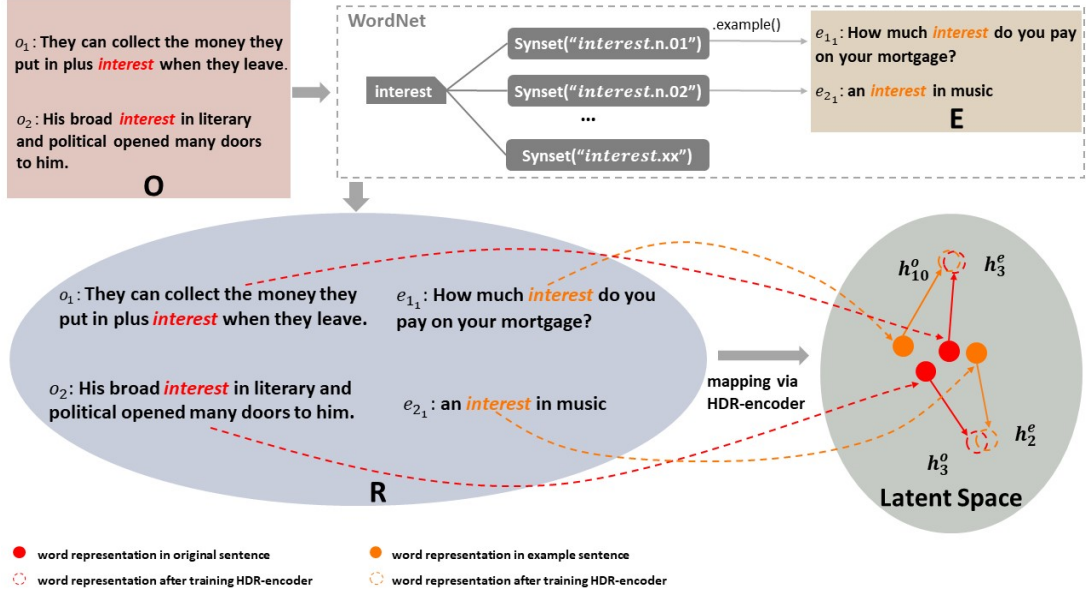 o₁: They can collect the money they
put in plus interest when they leave.
o₂: His broad interest in literary
and political opened many doors
to him.
O
WordNet
interest
Synset("interest.n.01")
Synset("interest.n.02")
...
Synset("interest.xx")
.example()
e₁₁: How much interest do you pay
on your mortgage?
e₂₁: an interest in music
E
o₁: They can collect the money they
put in plus interest when they leave.
e₁₁: How much interest do you
pay on your mortgage?
o₂: His broad interest in literary and
political opened many doors to him.
e₂₁: an interest in music
R
mapping via
HDR-encoder
h₁₀ᵒ
h₃ᵉ
h₂ᵉ
h₃ᵒ
Latent Space
word representation in original sentence
word representation in example sentence
word representation after training HDR-encoder
word representation after training HDR-encoder